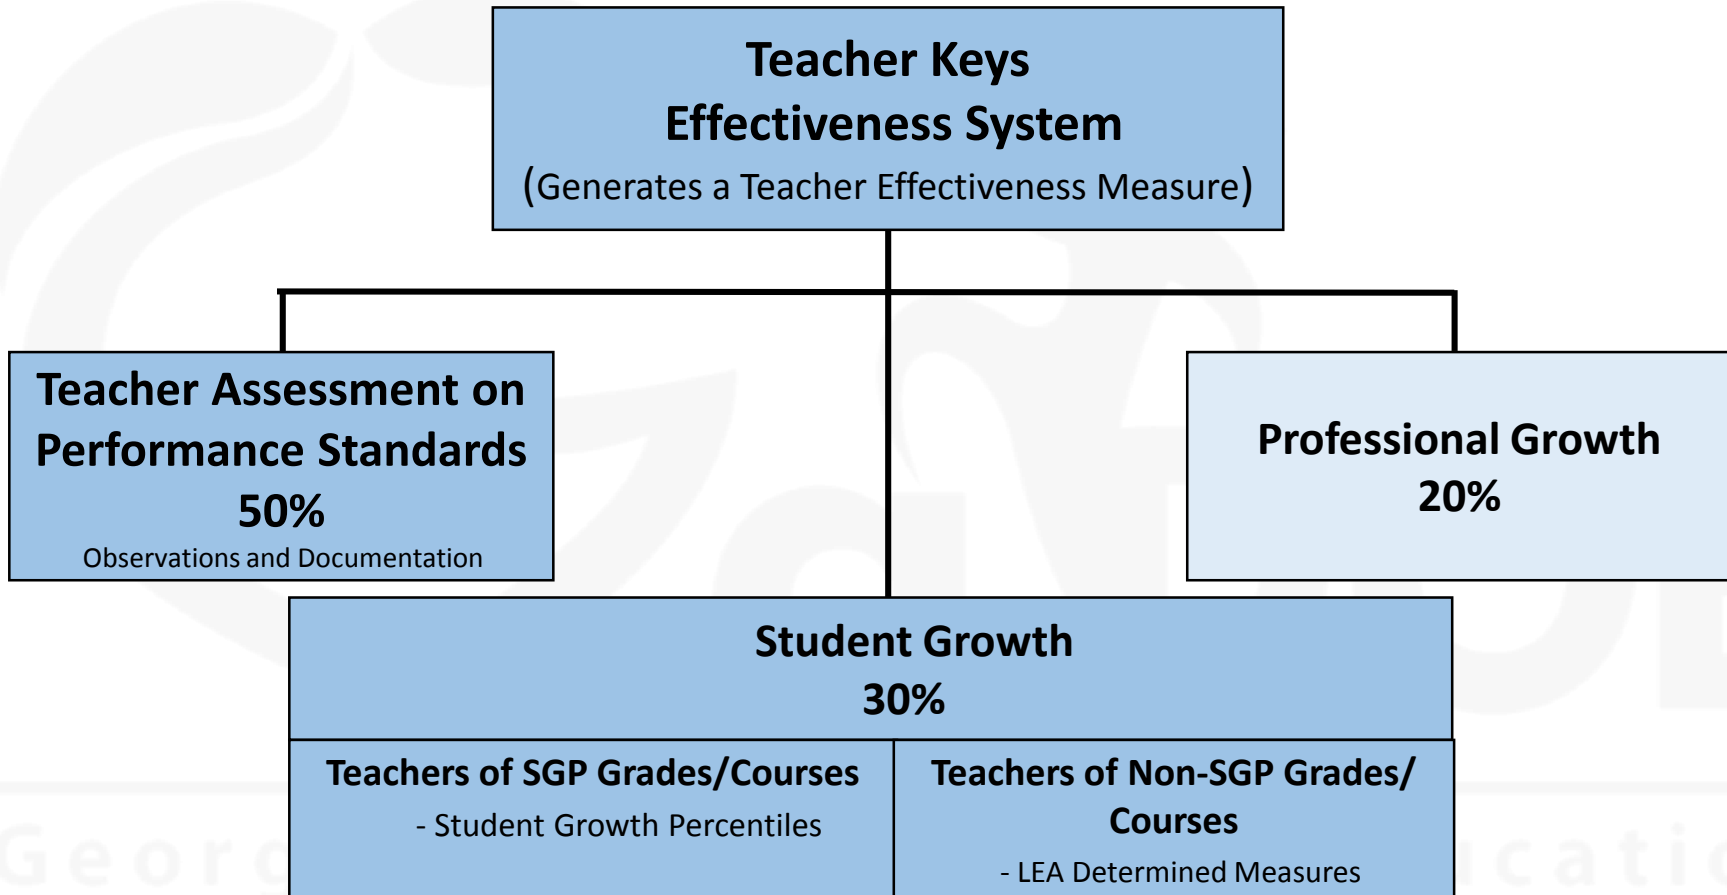 Teacher Keys
Effectiveness System
(Generates a Teacher Effectiveness Measure)
Teacher Assessment on
Performance Standards
50%
Observations and Documentation
Professional Growth
20%
Student Growth
30%
Teachers of SGP Grades/Courses
- Student Growth Percentiles
Teachers of Non-SGP Grades/
Courses
- LEA Determined Measures